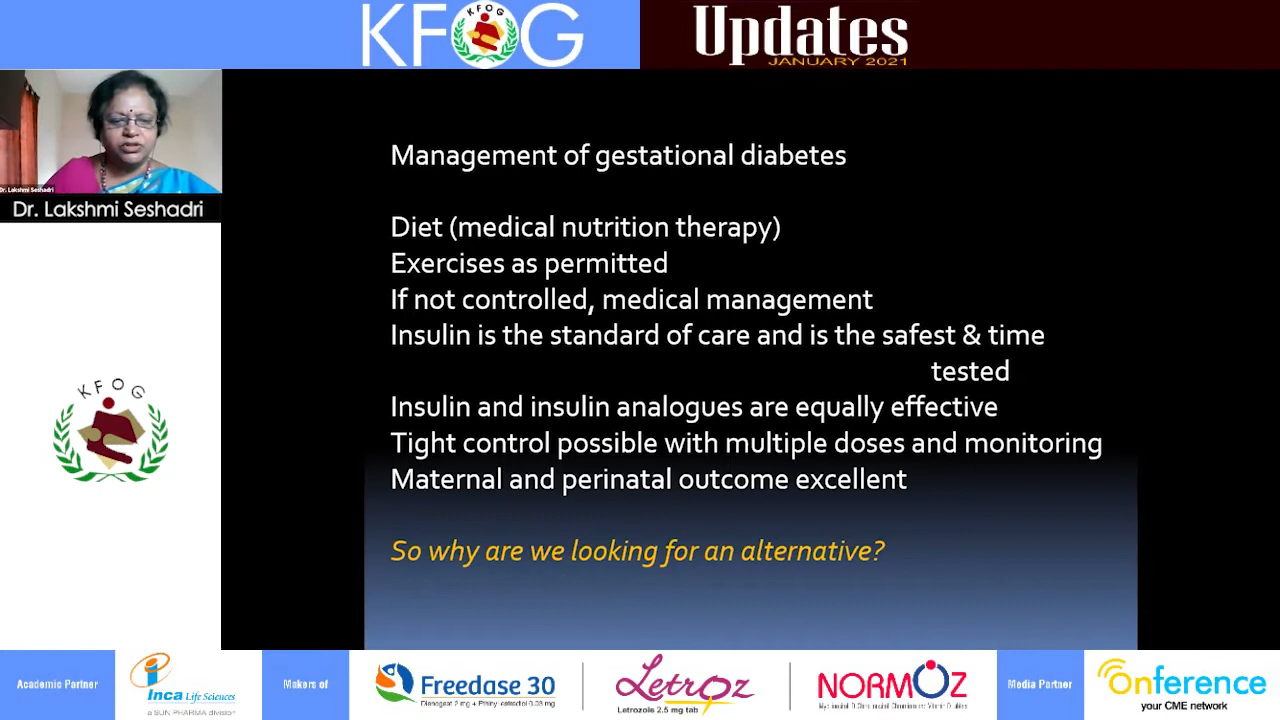 KFOG
Updates
JANUARY 2021
Dr. Lakshmi Seshadri
Dr. Lakshmi Seshadri
Management of gestational diabetes
Diet (medical nutrition therapy)
Exercises as permitted
If not controlled, medical management
Insulin is the standard of care and is the safest & time
tested
Insulin and insulin analogues are equally effective
Tight control possible with multiple doses and monitoring
Maternal and perinatal outcome excellent
So why are we looking for an alternative?
KFOG
Academic Partner
Inca Life Sciences
a SUN PHARMA division
Makers of
Freedase 30
Letroz
Letrozole 2.5 mg tab
NORMOZ
Media Partner
Onference
your CME network